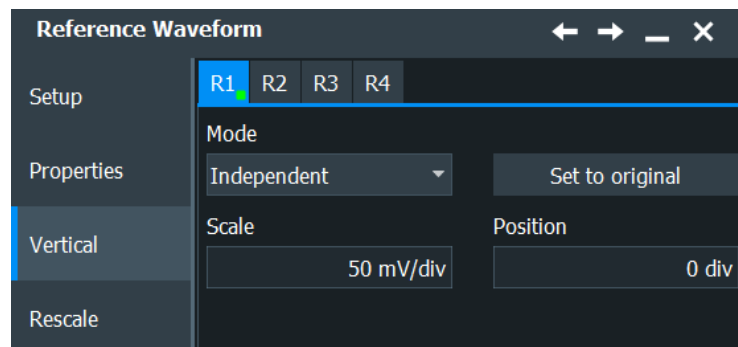 Reference Waveform
Setup
Properties
Vertical
Rescale
R1 R2 R3 R4
Mode
Independent
Set to original
Scale
Position
50 mV/div
0 div